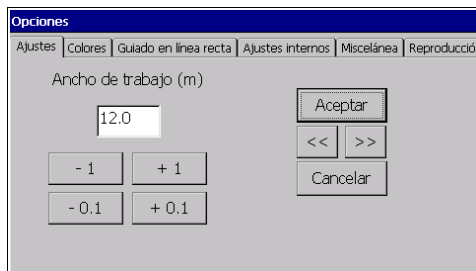 Opciones
Ajustes Colores Guiado en línea recta Ajustes internos Miscelánea Reproducció
Ancho de trabajo (m)
12.0
Aceptar
<< >>
- 1 + 1
Cancelar
- 0.1 + 0.1